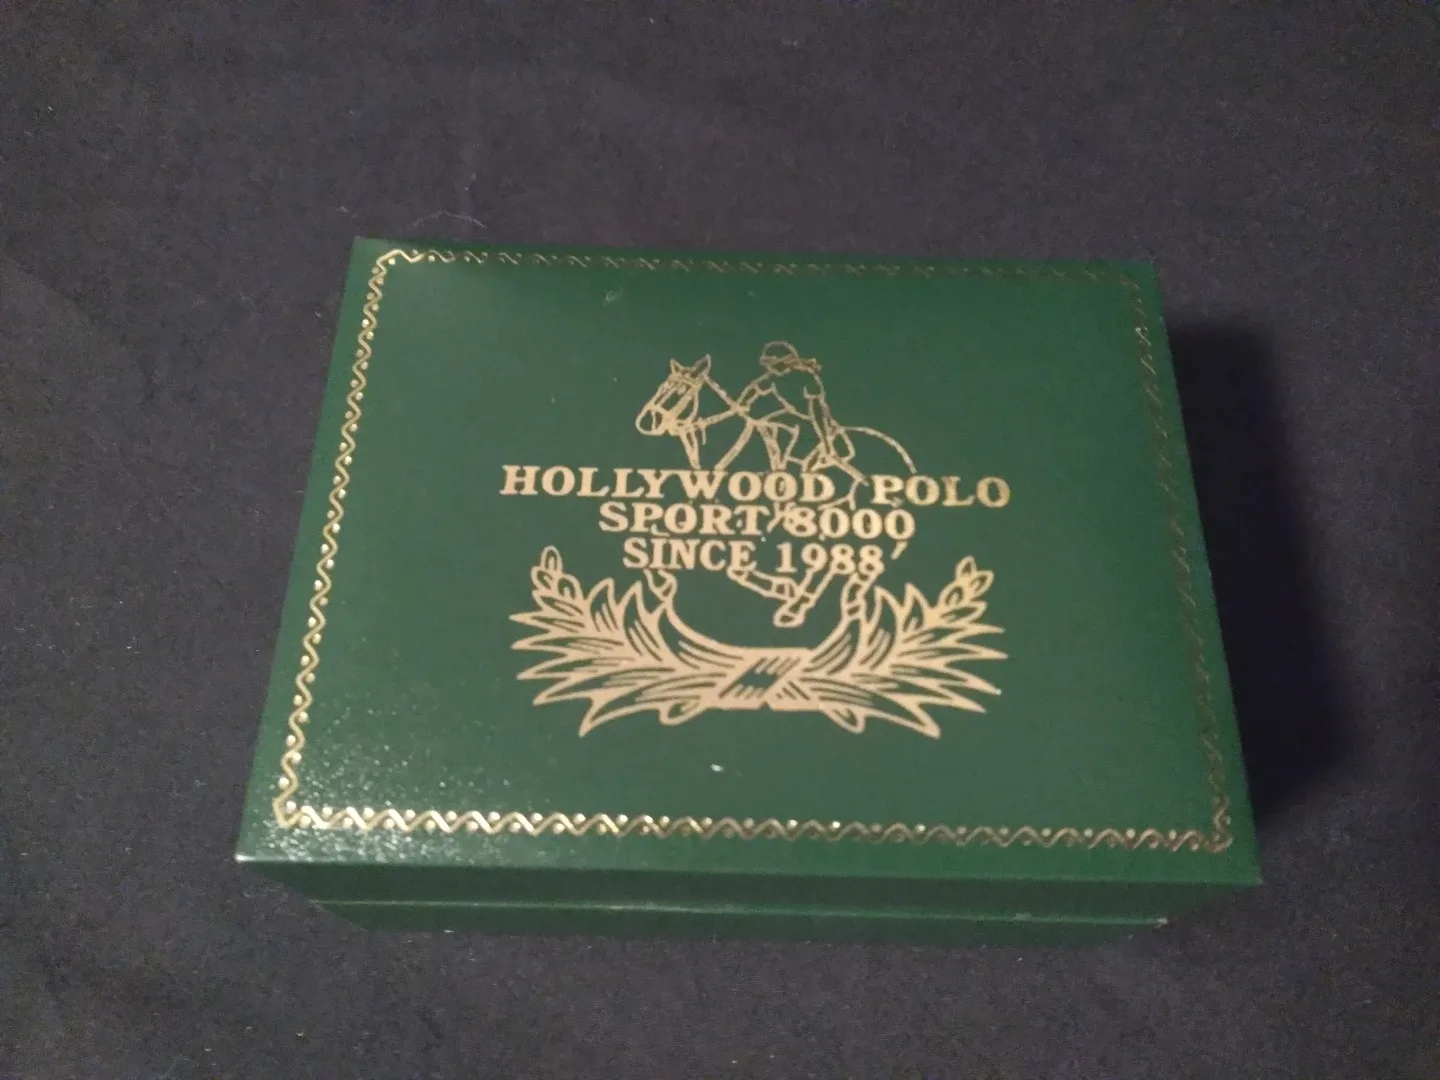 HOLLYWOOD POLO
SPORT 8000
SINCE 1988